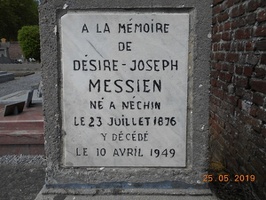 A LA MÉMOIRE
DE
DÉSIRÉ-JOSEPH
MESSIEN
NÉ A NÉCHIN
LE 23 JUILLET 1876
Y DÉCÉDÉ
LE 10 AVRIL 1949
25.05.2019